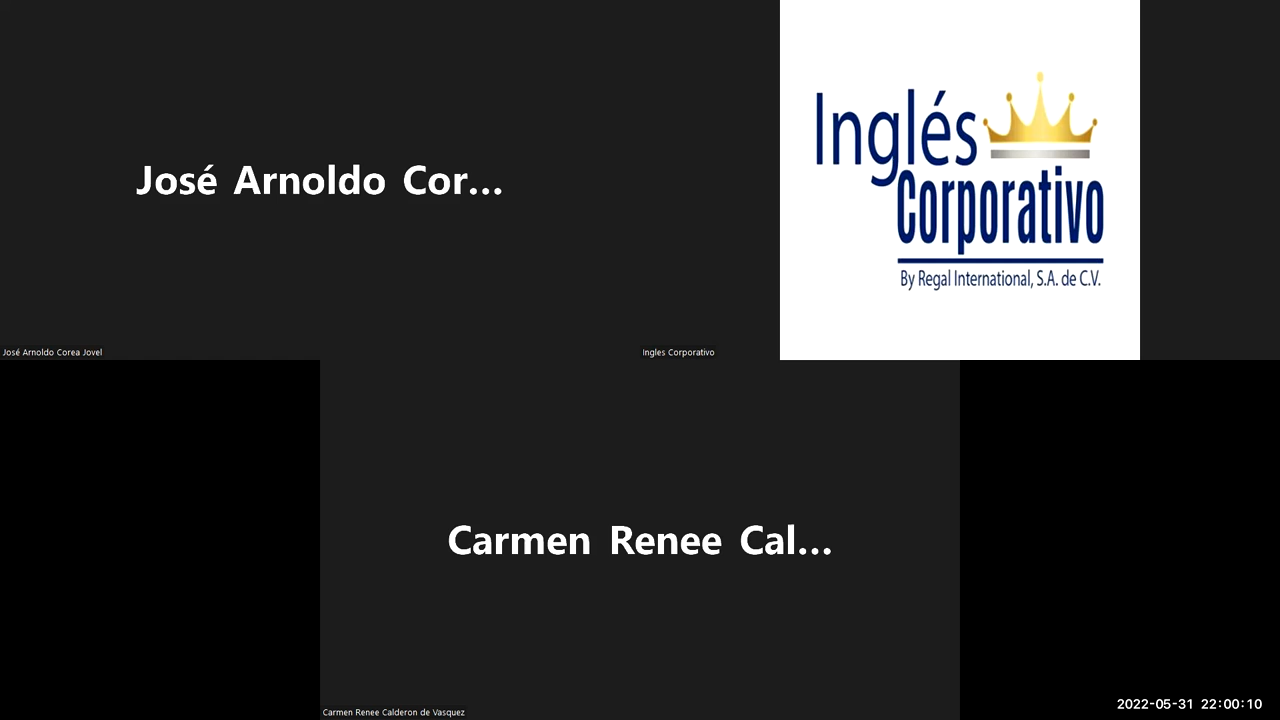 José Arnoldo Cor...
Inglés
Corporativo
By Regal International, S.A. de C.V.
José Arnoldo Corea Jovel
Ingles Corporativo
Carmen Renee Cal...
Carmen Renee Calderon de Vasquez
2022-05-31 22:00:10